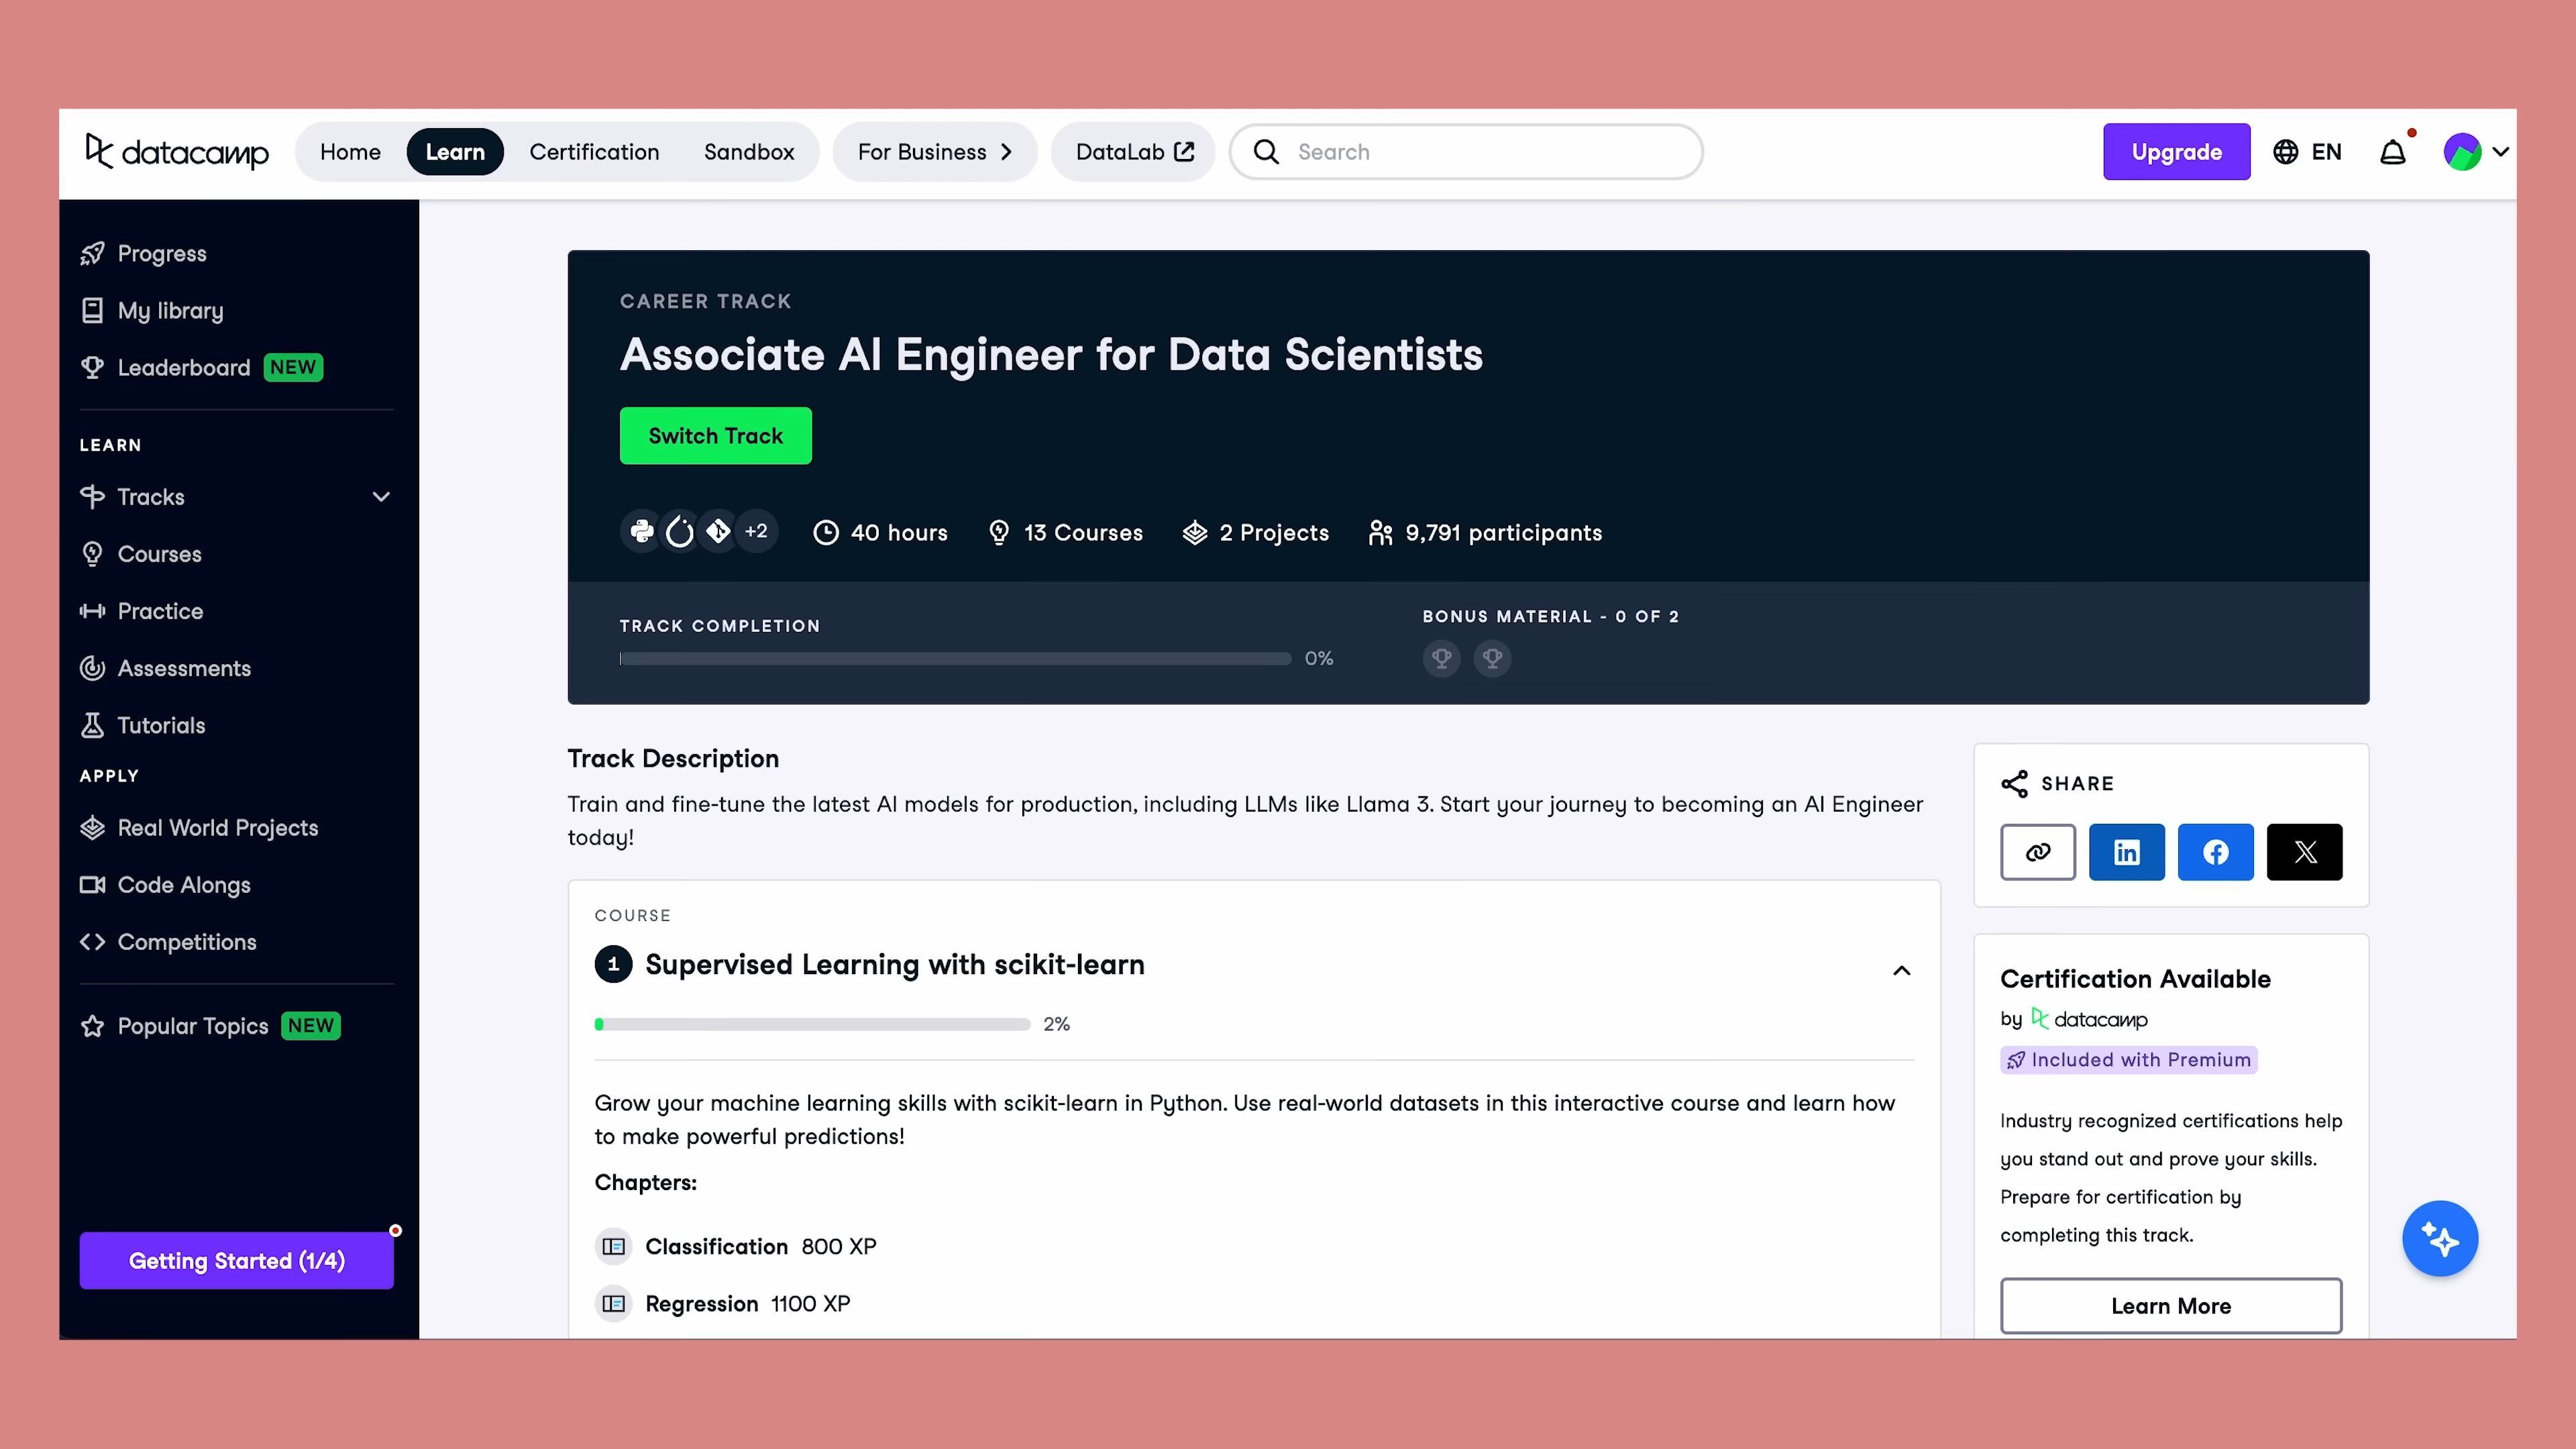 datacamp
Home
Learn
Certification
Sandbox
For Business
DataLab
Search
Upgrade
EN
Progress
My library
Leaderboard NEW
LEARN
Tracks
Courses
Practice
Assessments
Tutorials
APPLY
Real World Projects
Code Alongs
Competitions
Popular Topics NEW
Getting Started (1/4)
CAREER TRACK
Associate AI Engineer for Data Scientists
Switch Track
+2
40 hours
13 Courses
2 Projects
9,791 participants
TRACK COMPLETION
0%
BONUS MATERIAL - 0 OF 2
Track Description
Train and fine-tune the latest AI models for production, including LLMs like Llama 3. Start your journey to becoming an AI Engineer
today!
COURSE
1 Supervised Learning with scikit-learn
2%
Grow your machine learning skills with scikit-learn in Python. Use real-world datasets in this interactive course and learn how
to make powerful predictions!
Chapters:
Classification 800 XP
Regression 1100 XP
SHARE
in
Certification Available
by datacamp
Included with Premium
Industry recognized certifications help
you stand out and prove your skills.
Prepare for certification by
completing this track.
Learn More